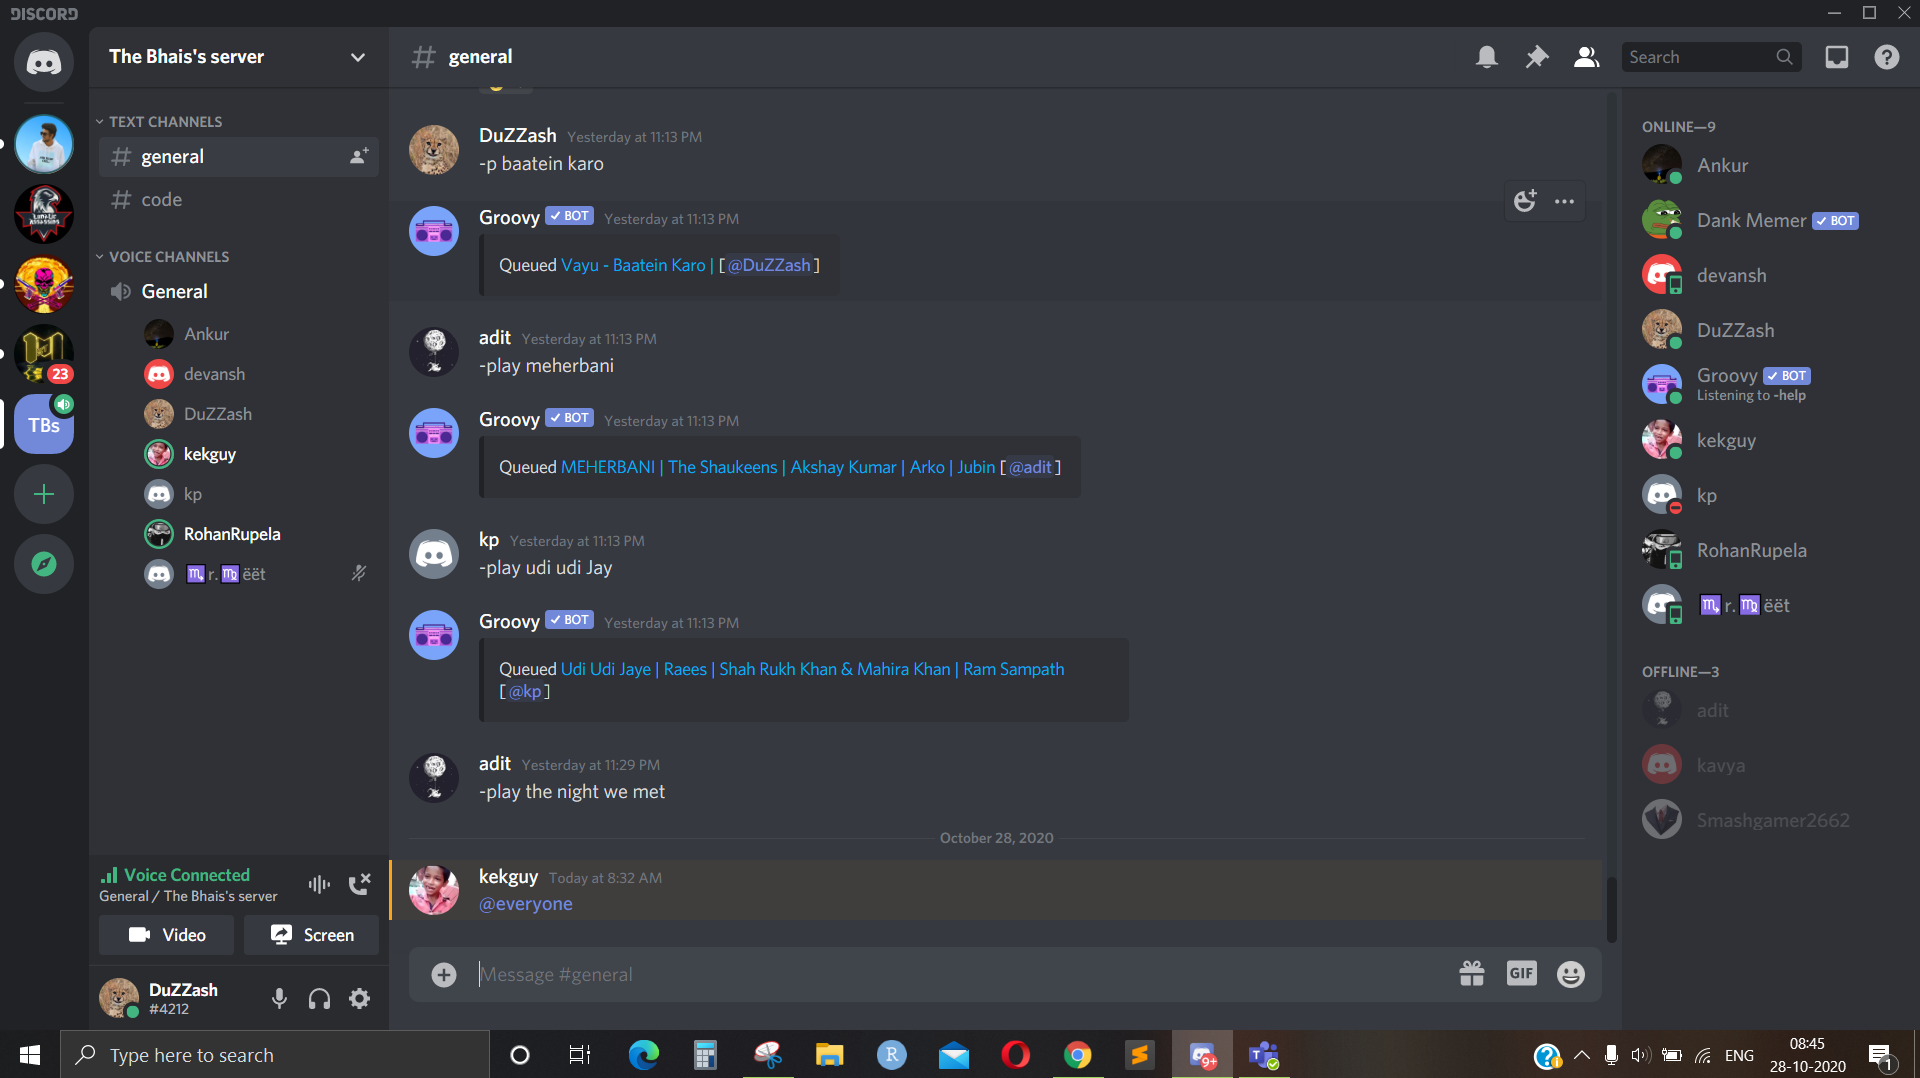 DISCORD
The Bhais's server
TEXT CHANNELS
general
code
VOICE CHANNELS
General
Ankur
devansh
DuZZash
kekguy
kp
RohanRupela
♏r.♍ëët
23
TBs
Voice Connected
General / The Bhais's server
Video
Screen
DuZZash
#4212
# general
Search
DuZZash Yesterday at 11:13 PM
-p baatein karo
Groovy BOT Yesterday at 11:13 PM
Queued Vayu - Baatein Karo | [@DuZZash]
adit Yesterday at 11:13 PM
-play meherbani
Groovy BOT Yesterday at 11:13 PM
Queued MEHERBANI | The Shaukeens | Akshay Kumar | Arko | Jubin [@adit]
kp Yesterday at 11:13 PM
-play udi udi Jay
Groovy BOT Yesterday at 11:13 PM
Queued Udi Udi Jaye | Raees | Shah Rukh Khan & Mahira Khan | Ram Sampath
[@kp]
adit Yesterday at 11:29 PM
-play the night we met
October 28, 2020
kekguy Today at 8:32 AM
@everyone
Message #general
GIF
ONLINE—9
Ankur
Dank Memer BOT
devansh
DuZZash
Groovy BOT
Listening to -help
kekguy
kp
RohanRupela
♏r.♍ëët
OFFLINE—3
adit
kavya
Smashgamer2662
Type here to search
R
9+
ENG
08:45
28-10-2020
1